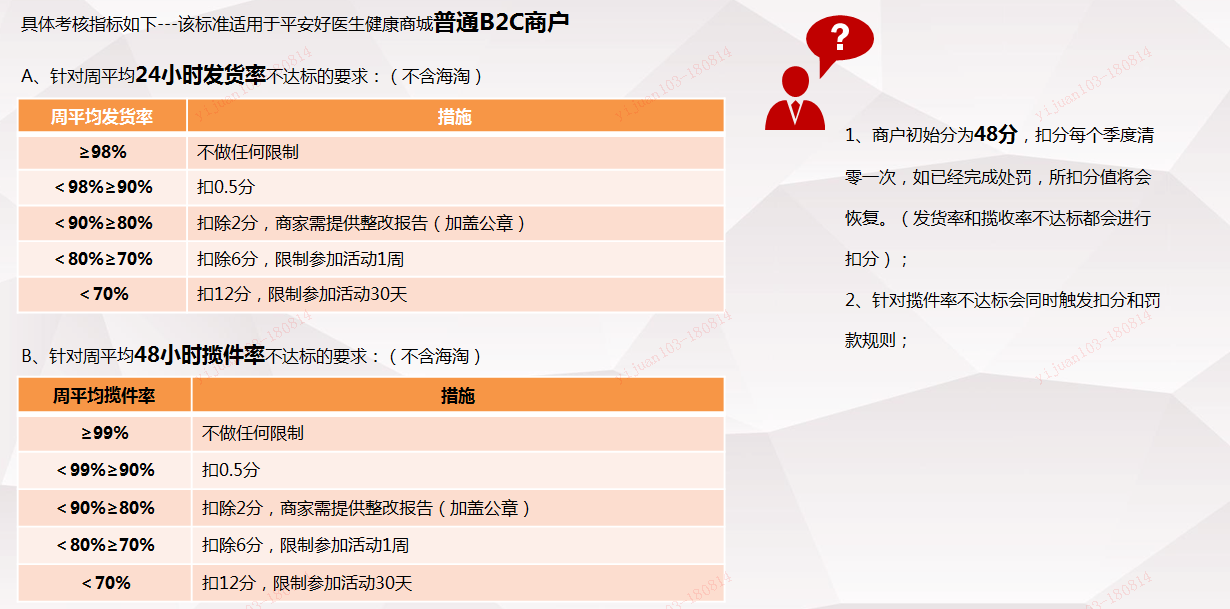 具体考核指标如下---该标准适用于平安好医生健康商城普通B2C商户
A、针对周平均24小时发货率不达标的要求：（不含海淘）
周平均发货率 措施
≥98% 不做任何限制
＜98%≥90% 扣0.5分
＜90%≥80% 扣除2分，商家需提供整改报告（加盖公章）
＜80%≥70% 扣除6分，限制参加活动1周
＜70% 扣12分，限制参加活动30天
B、针对周平均48小时揽件率不达标的要求：（不含海淘）
周平均揽件率 措施
≥99% 不做任何限制
＜99%≥90% 扣0.5分
＜90%≥80% 扣除2分，商家需提供整改报告（加盖公章）
＜80%≥70% 扣除6分，限制参加活动1周
＜70% 扣12分，限制参加活动30天
?
1、商户初始分为48分，扣分每个季度清
零一次，如已经完成处罚，所扣分值将会
恢复。（发货率和揽收率不达标都会进行
扣分）；
2、针对揽件率不达标会同时触发扣分和罚
款规则；
yijuan103-180814
yijuan103-180814
yijuan103-180814
yijuan103-180814
yijuan103-180814
yijuan103-180814